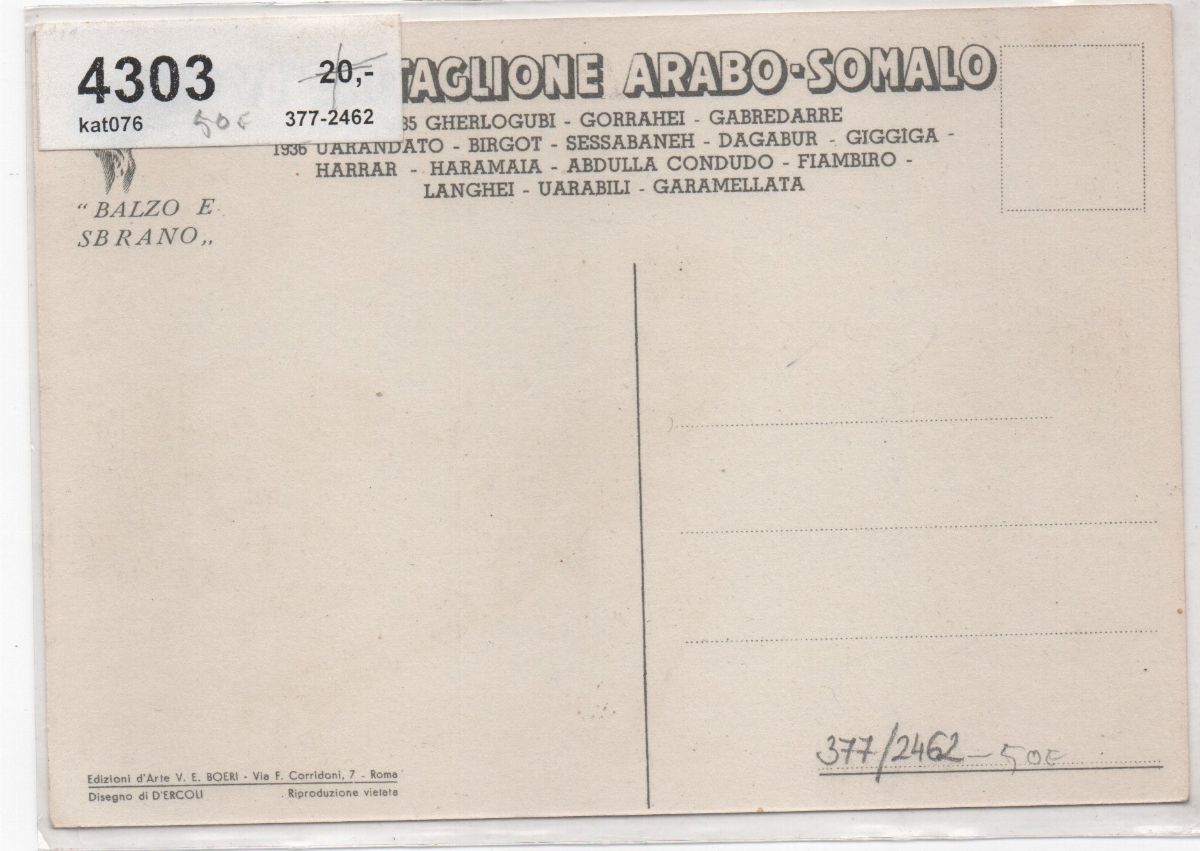 4303
20,-
kat076
50€
377-2462
TAGLIONE ARABO-SOMALO
35 GHERLOGUBI - GORRAHEI - GABREDARRE
1936 UARANDATO - BIRGOT - SESSABANEH - DAGABUR - GIGGIGA -
HARRAR - HARAMAIA - ABDULLA CONDUDO - FIAMBIRO -
LANGHEI - UARABILI - GARAMELLATA
“BALZO E
SBRANO„
377/2462 - 50€
Edizioni d'Arte V. E. BOERI - Via F. Corridoni, 7 - Roma
Disegno di D'ERCOLI Riproduzione vietata